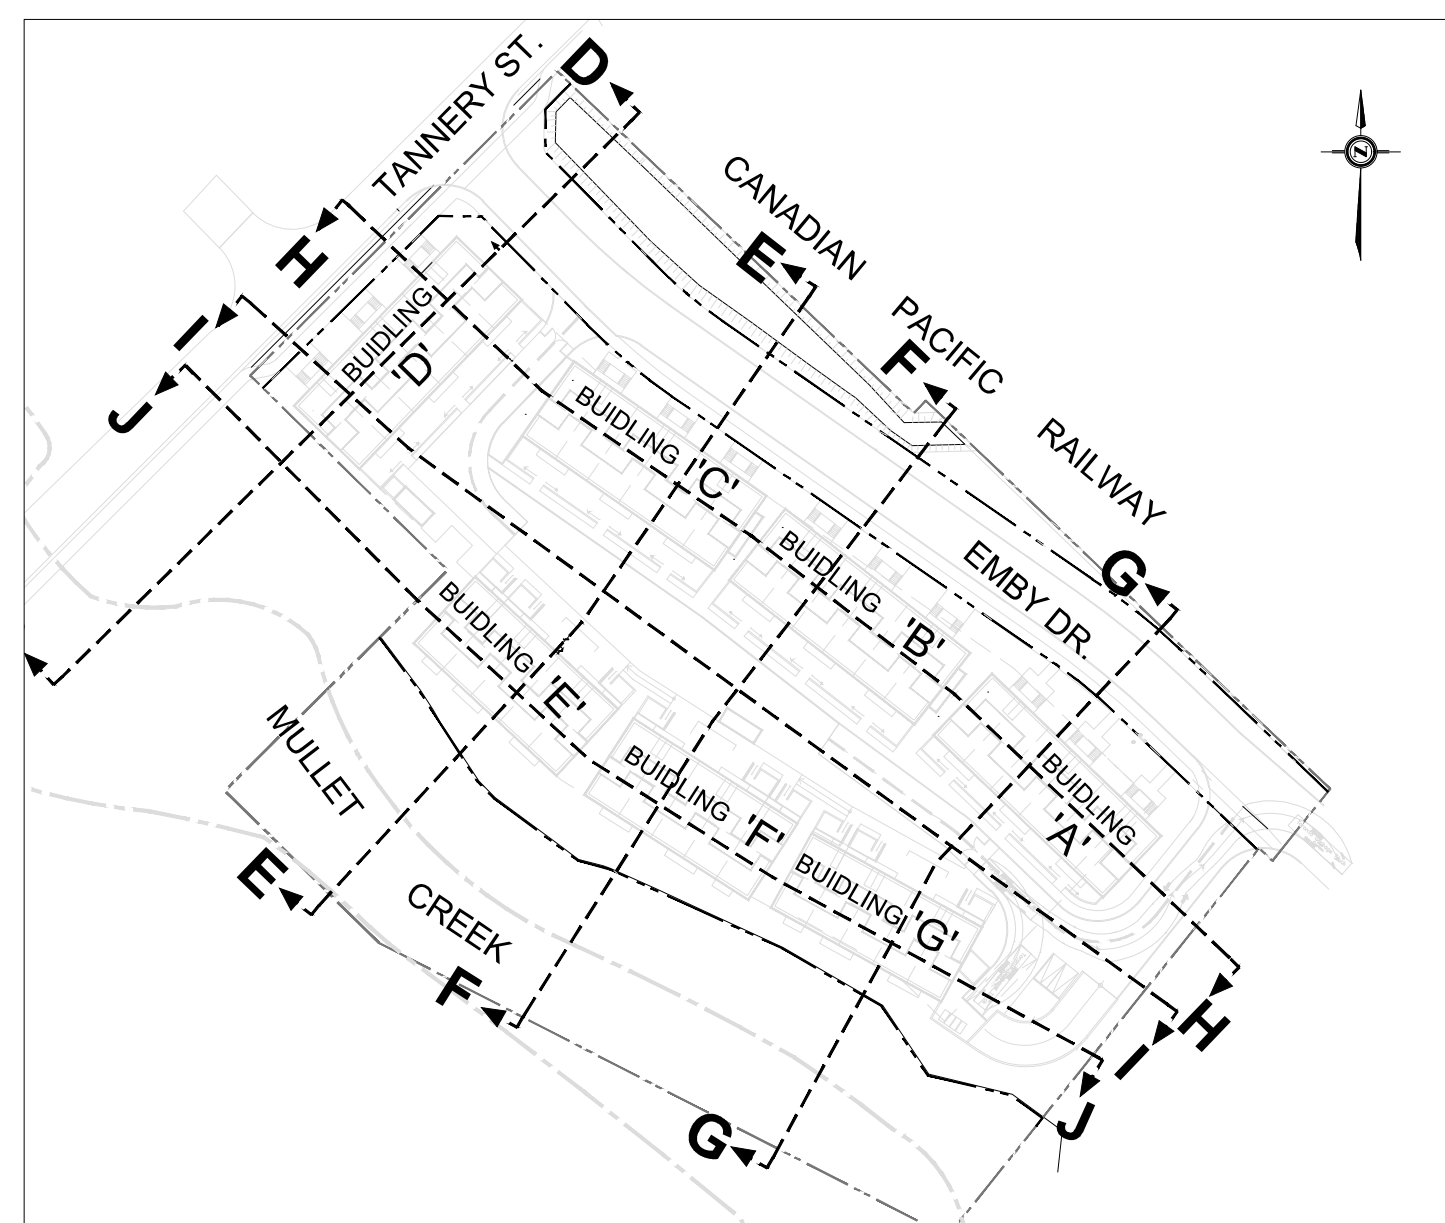 TANNERY ST.
D
CANADIAN
PACIFIC
RAILWAY
N
H
E
I
BUIDLING
'D'
F
J
BUIDLING
'C'
BUIDLING
'B'
EMBY DR.
G
BUIDLING
'E'
MULLET
CREEK
BUIDLING
'F'
BUIDLING
'A'
BUIDLING
'G'
E
F
H
I
J
G